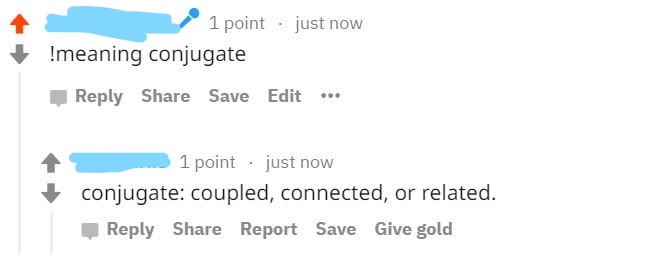 1 point · just now
!meaning conjugate
Reply Share Save Edit •••
1 point · just now
conjugate: coupled, connected, or related.
Reply Share Report Save Give gold